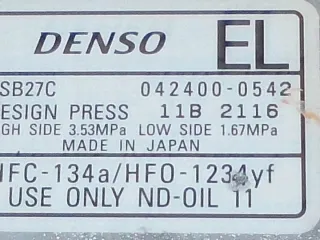 DENSO EL
SB27C 042400-0542
ESIGN PRESS 11B 2116
GH SIDE 3.53MPa LOW SIDE 1.67MPa
MADE IN JAPAN
HFC-134a/HFO-1234yf
USE ONLY ND-OIL 11